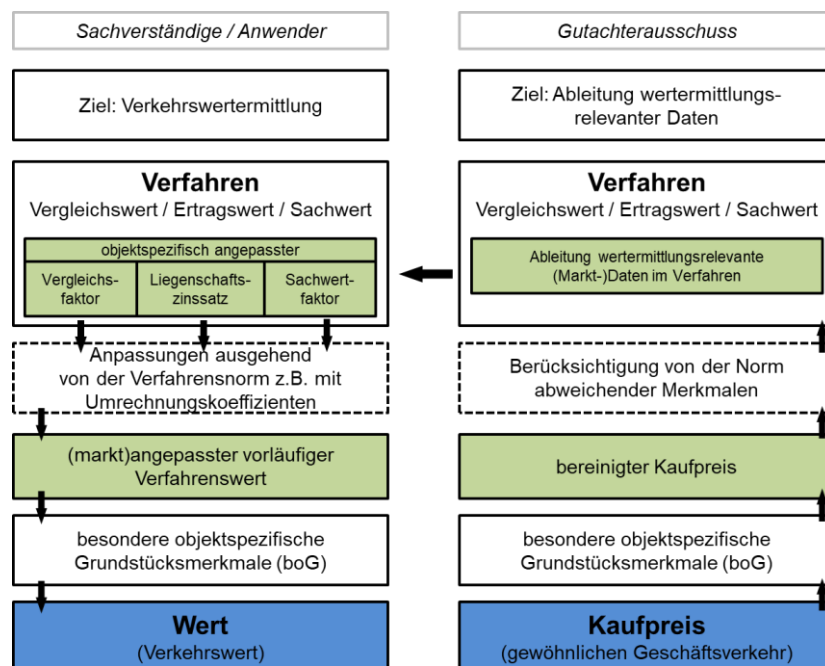 Sachverständige / Anwender
Ziel: Verkehrswertermittlung
Verfahren
Vergleichswert / Ertragswert / Sachwert
objektspezifisch angepasster
Vergleichs-
faktor
Liegenschafts-
zinssatz
Sachwert-
faktor
Anpassungen ausgehend
von der Verfahrensnorm z.B. mit
Umrechnungskoeffizienten
(markt)angepasster vorläufiger
Verfahrenswert
besondere objektspezifische
Grundstücksmerkmale (boG)
Wert
(Verkehrswert)
Gutachterausschuss
Ziel: Ableitung wertermittlungs-
relevanter Daten
Verfahren
Vergleichswert / Ertragswert / Sachwert
Ableitung wertermittlungsrelevante
(Markt-)Daten im Verfahren
Berücksichtigung von der Norm
abweichender Merkmalen
bereinigter Kaufpreis
besondere objektspezifische
Grundstücksmerkmale (boG)
Kaufpreis
(gewöhnlichen Geschäftsverkehr)